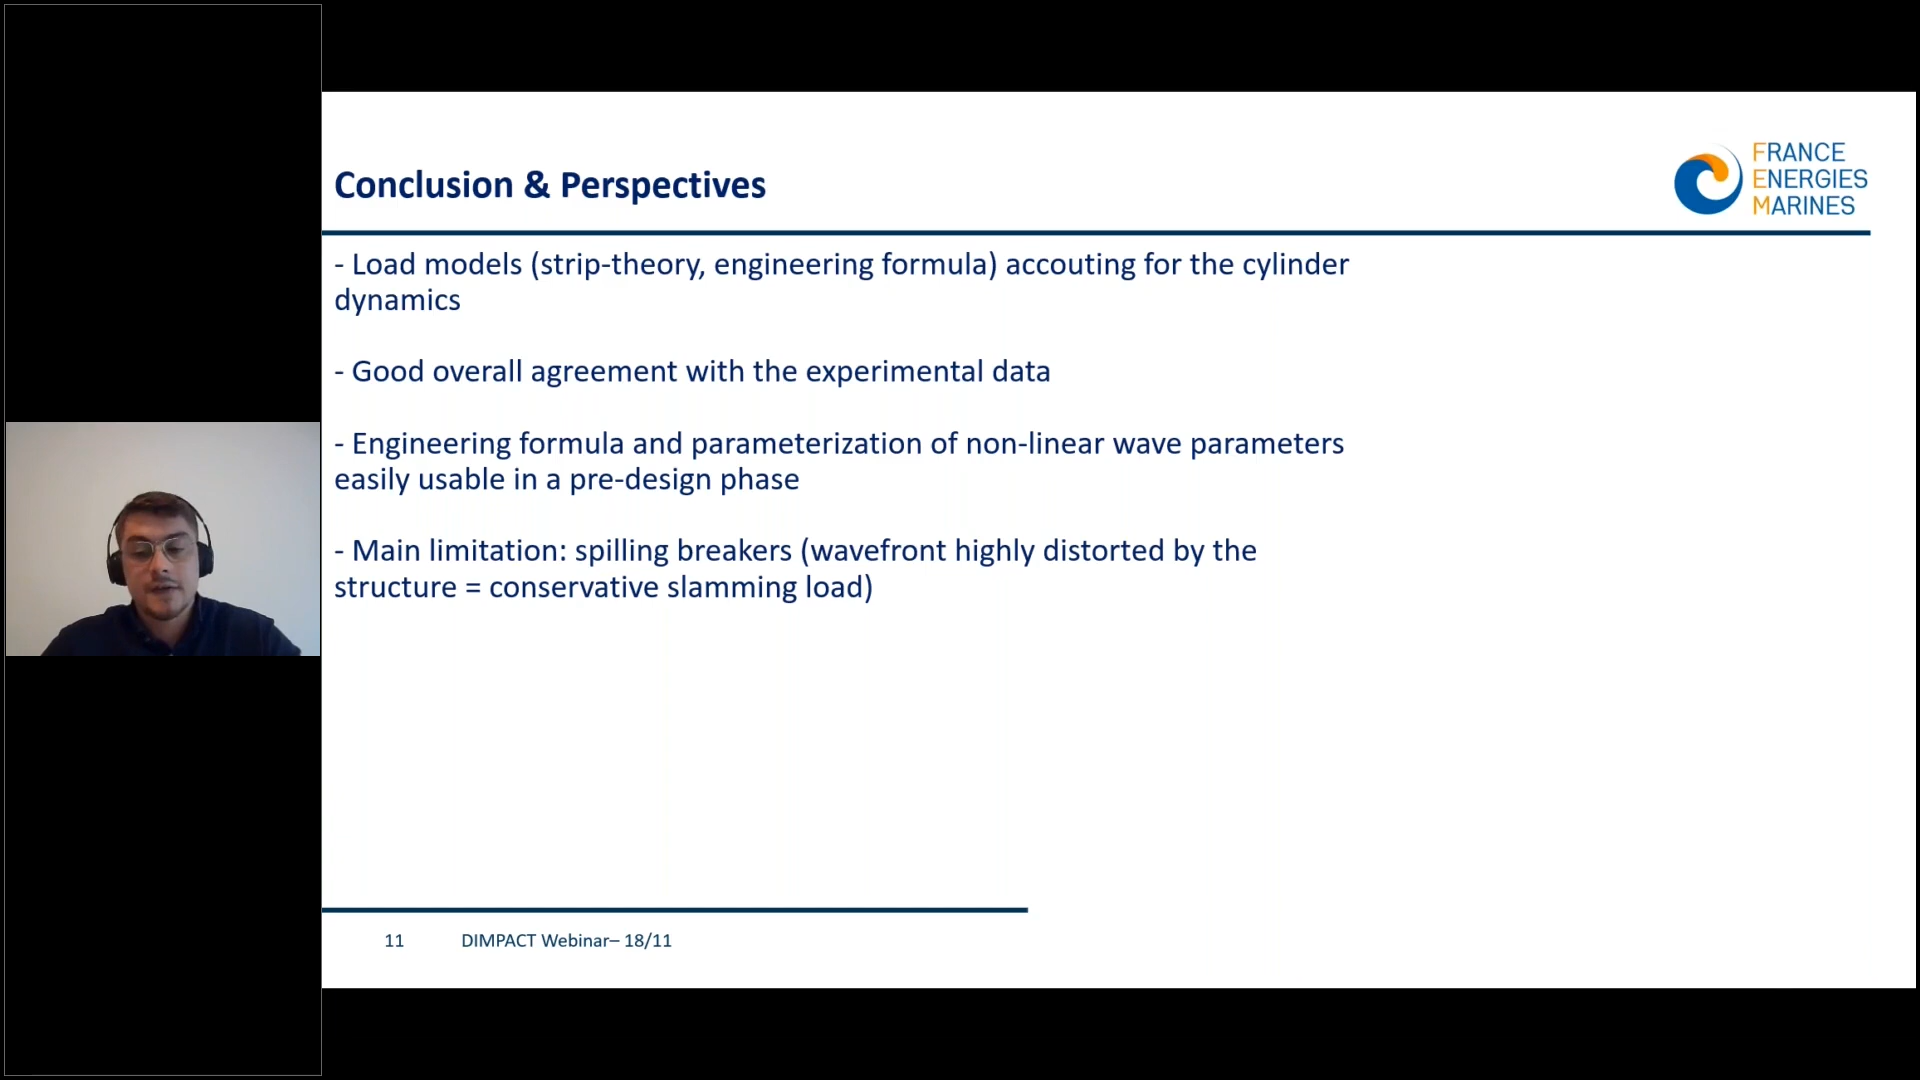 Conclusion & Perspectives
FRANCE
ENERGIES
MARINES
- Load models (strip-theory, engineering formula) accouting for the cylinder
dynamics
- Good overall agreement with the experimental data
- Engineering formula and parameterization of non-linear wave parameters
easily usable in a pre-design phase
- Main limitation: spilling breakers (wavefront highly distorted by the
structure = conservative slamming load)
11 DIMPACT Webinar– 18/11